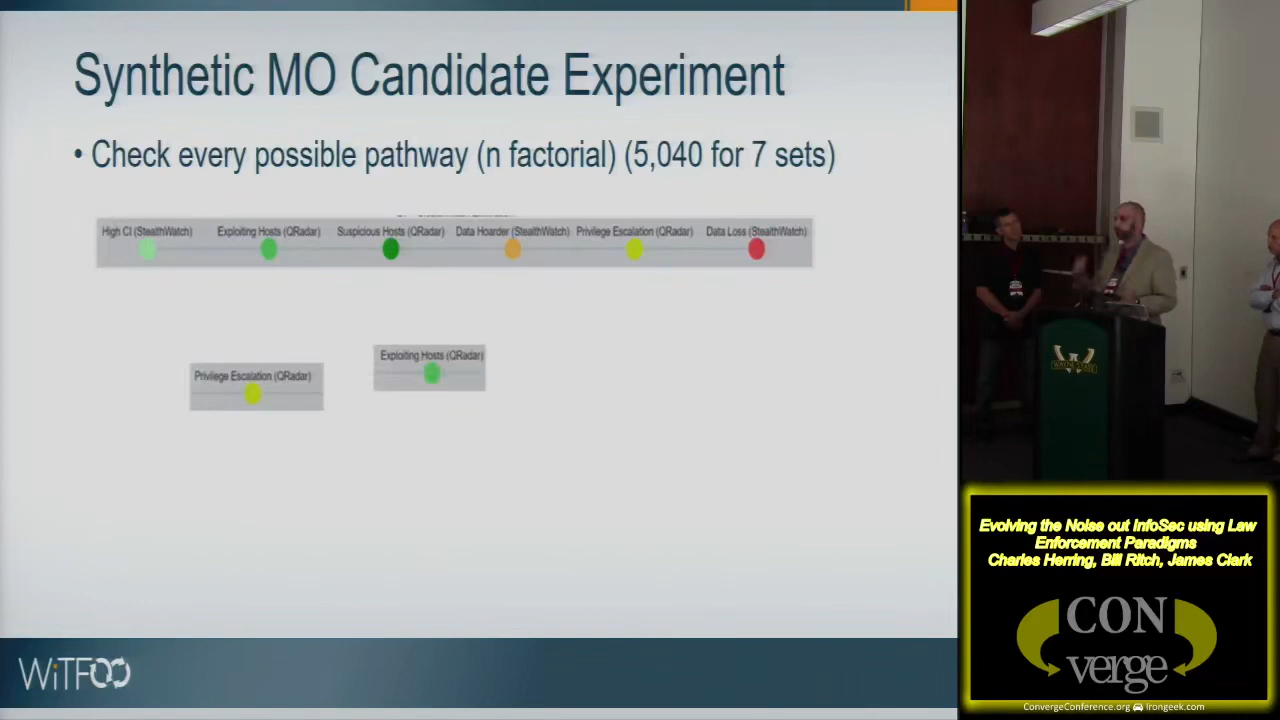 Synthetic MO Candidate Experiment
• Check every possible pathway (n factorial) (5,040 for 7 sets)
High CI (StealthWatch) Exploiting Hosts (QRadar) Suspicious Hosts (QRadar) Data Hoarder (StealthWatch) Privilege Escalation (QRadar) Data Loss (StealthWatch)
Exploiting Hosts (QRadar)
Privilege Escalation (QRadar)
WiTFOO
WAYNE STATE
Evolving the Noise out InfoSec using Law
Enforcement Paradigms
Charles Herring, Bill Ritch, James Clark
CON
verge
ConvergeConference.org Irongeek.com